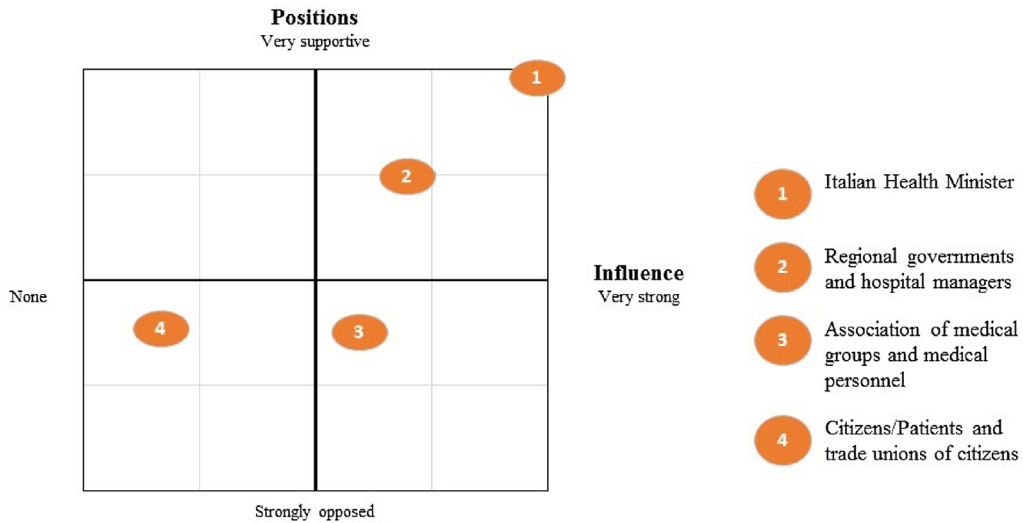 Positions
Very supportive
1
2
None
Influence
Very strong
4
3
Strongly opposed
1
Italian Health Minister
2
Regional governments
and hospital managers
3
Association of medical
groups and medical
personnel
4
Citizens/Patients and
trade unions of citizens